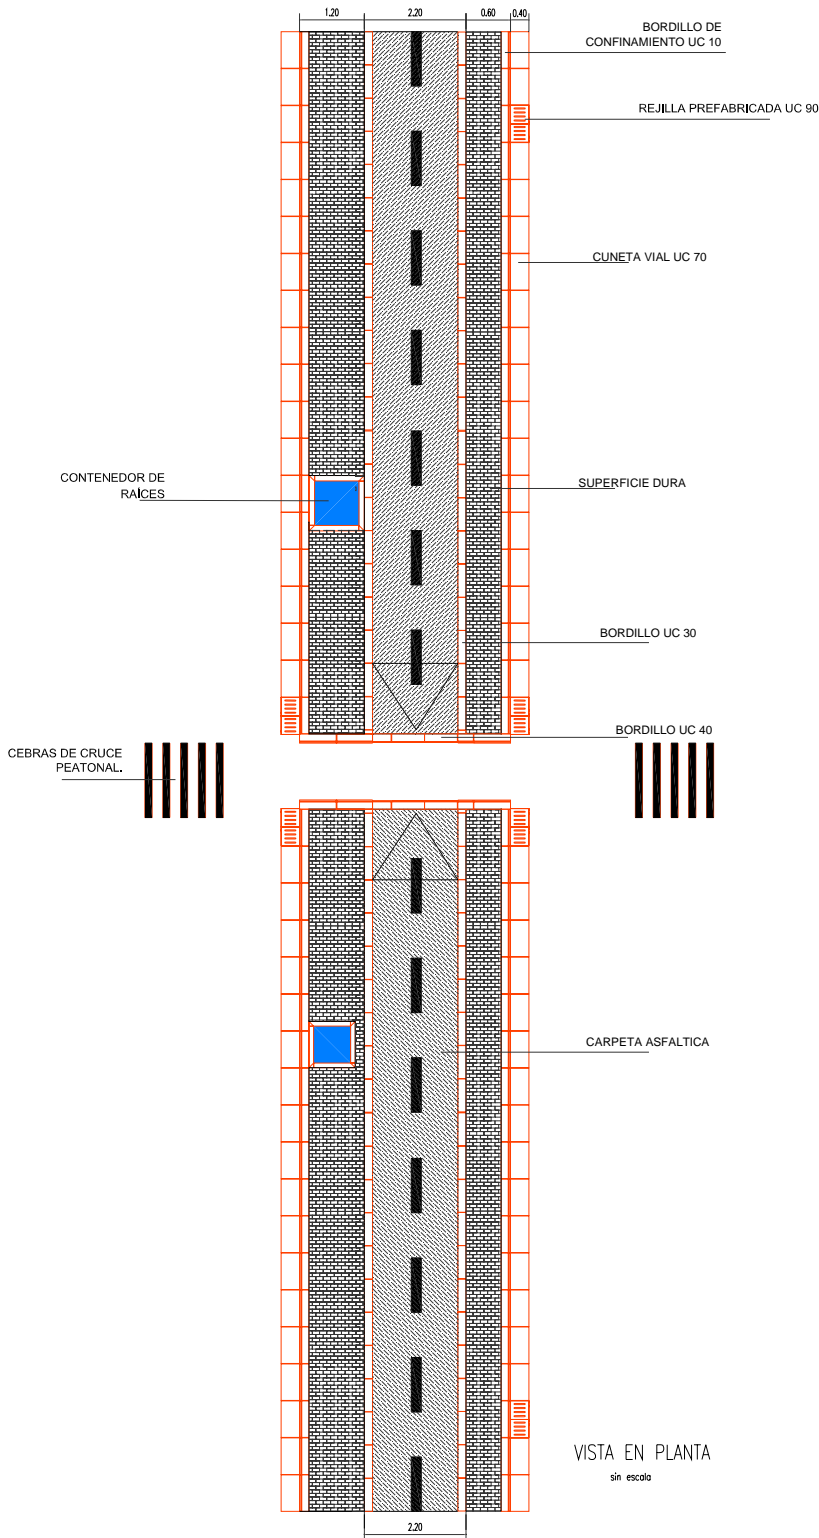 1.20
2.20
0.60
0.40
BORDILLO DE
CONFINAMIENTO UC 10
REJILLA PREFABRICADA UC 90
CUNETA VIAL UC 70
CONTENEDOR DE
RAÍCES
SUPERFICIE DURA
BORDILLO UC 30
BORDILLO UC 40
CEBRAS DE CRUCE
PEATONAL.
CARPETA ASFALTICA
VISTA EN PLANTA
sin escala
2.20